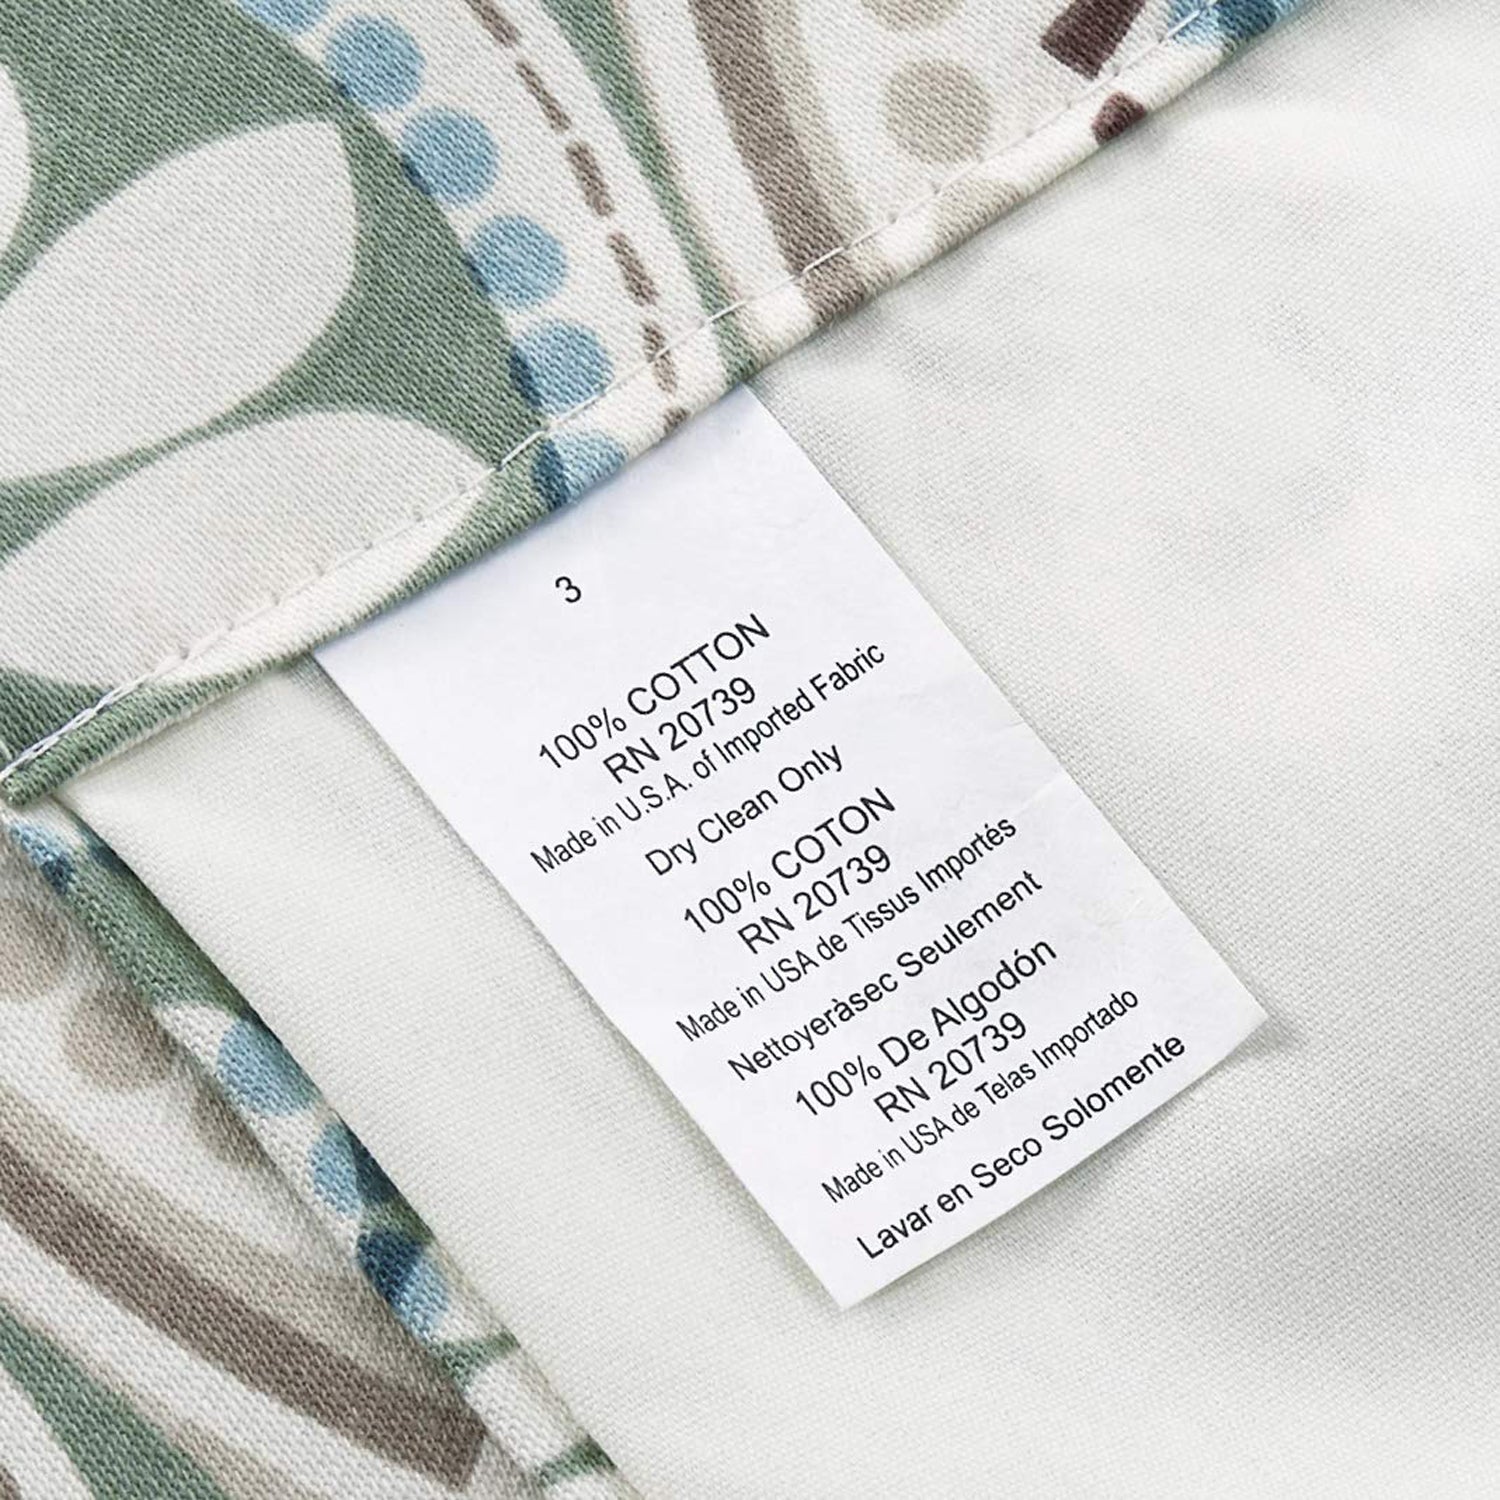 3
100% COTTON
RN 20739
Made in U.S.A. of Imported Fabric
Dry Clean Only
100% COTON
RN 20739
Made in USA de Tissus Importés
Nettoyeràsec Seulement
100% De Algodón
RN 20739
Made in USA de Telas Importado
Lavar en Seco Solomente